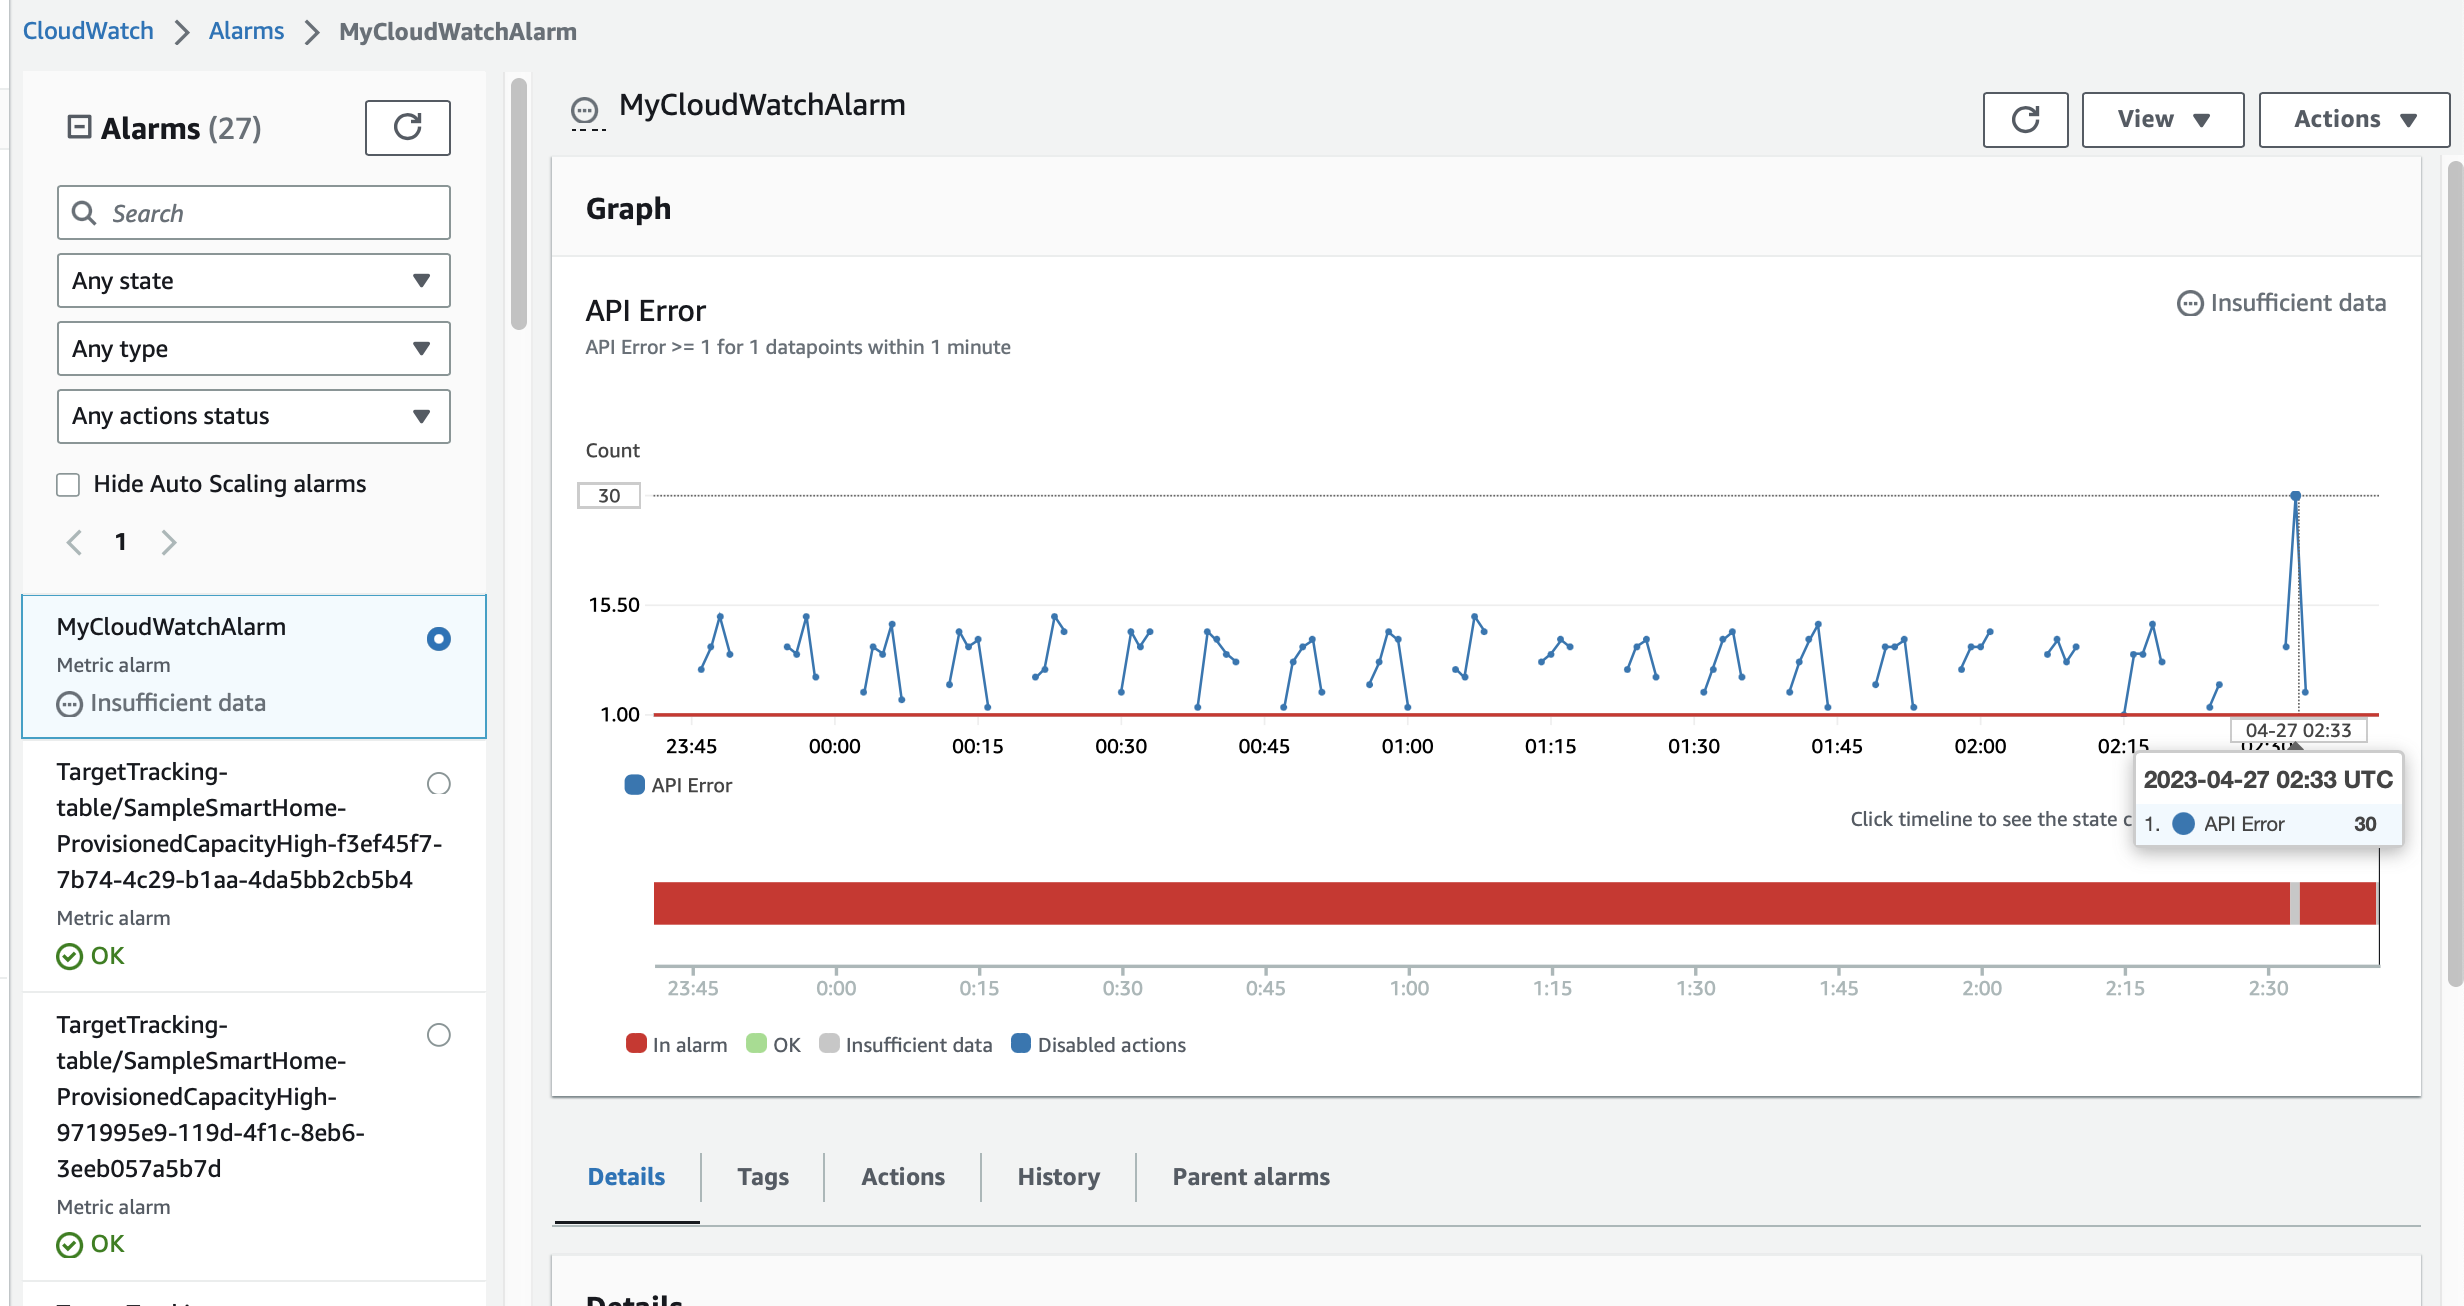 CloudWatch > Alarms > MyCloudWatchAlarm
Alarms (27)
Search
Any state
Any type
Any actions status
Hide Auto Scaling alarms
1
MyCloudWatchAlarm
Metric alarm
Insufficient data
TargetTracking-
table/SampleSmartHome-
ProvisionedCapacityHigh-f3ef45f7-
7b74-4c29-b1aa-4da5bb2cb5b4
Metric alarm
OK
TargetTracking-
table/SampleSmartHome-
ProvisionedCapacityHigh-
971995e9-119d-4f1c-8eb6-
3eeb057a5b7d
Metric alarm
OK
MyCloudWatchAlarm
View
Actions
Graph
API Error
Insufficient data
API Error >= 1 for 1 datapoints within 1 minute
Count
30
15.50
1.00
04-27 02:33
23:45 00:00 00:15 00:30 00:45 01:00 01:15 01:30 01:45 02:00 02:15 02:30
API Error
2023-04-27 02:33 UTC
1. API Error 30
Click timeline to see the state c
23:45 0:00 0:15 0:30 0:45 1:00 1:15 1:30 1:45 2:00 2:15 2:30
In alarm OK Insufficient data Disabled actions
Details Tags Actions History Parent alarms
Details